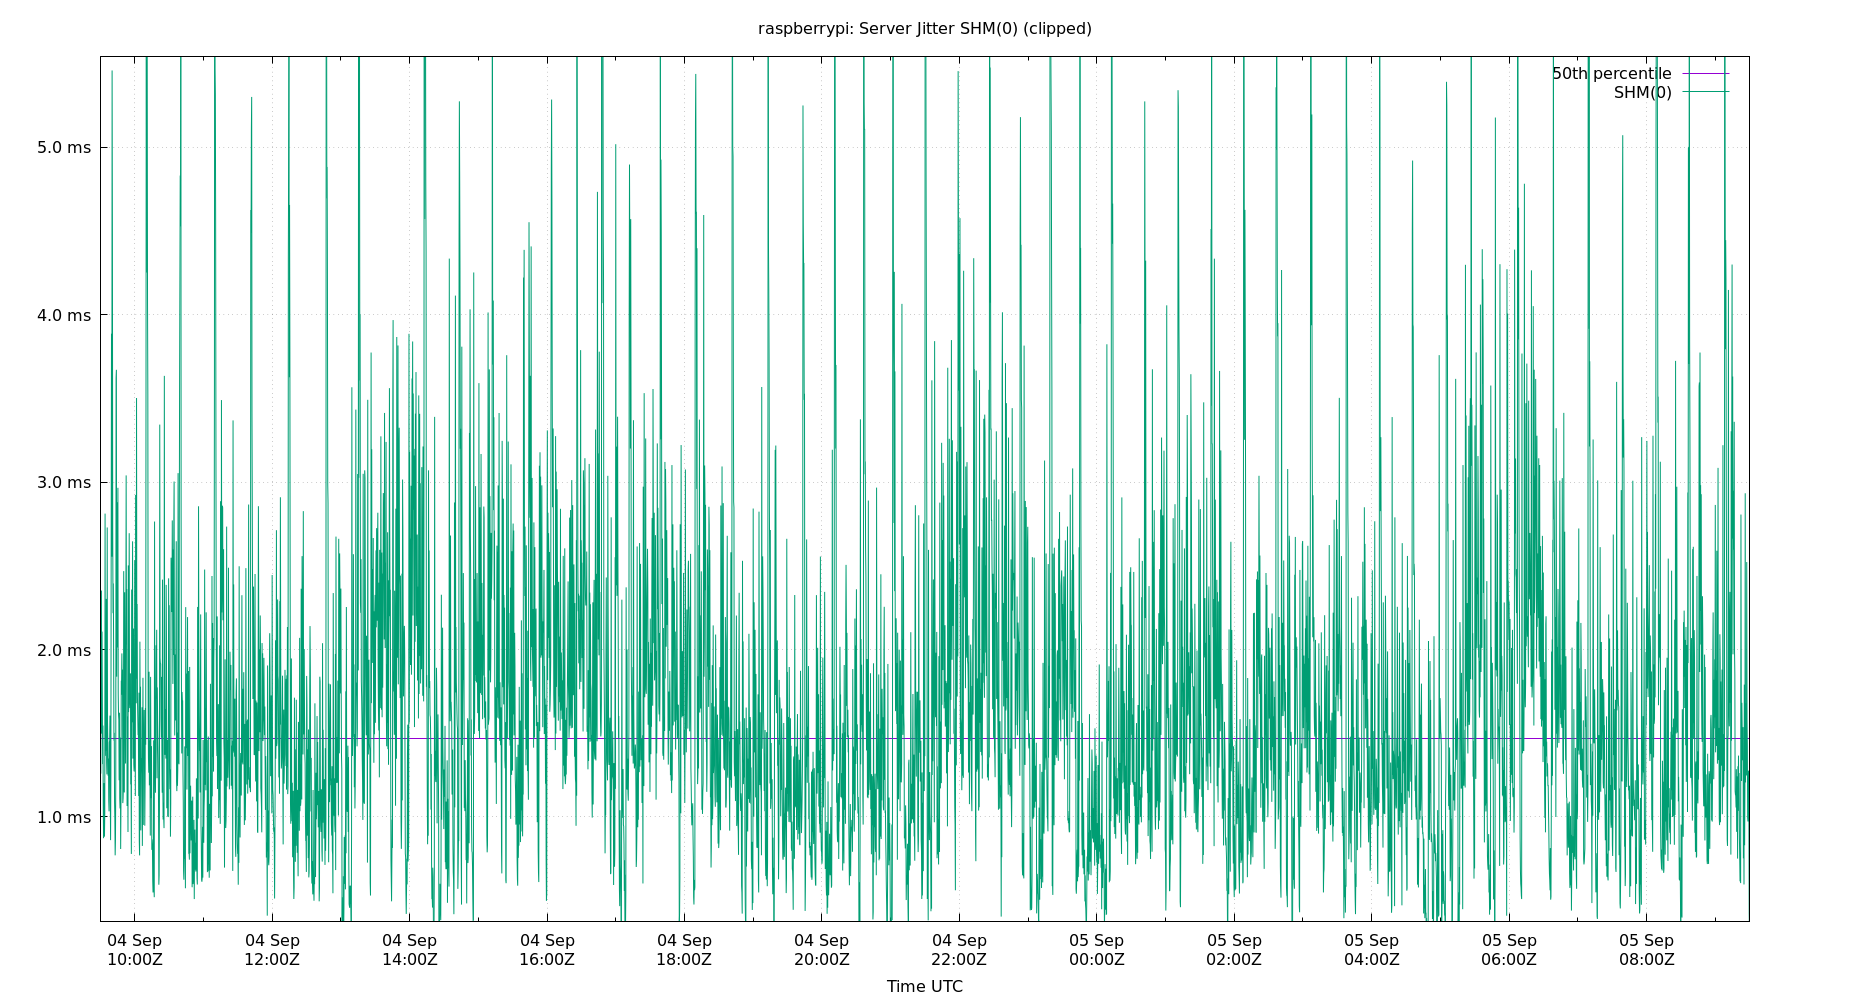 raspberrypi: Server Jitter SHM(0) (clipped)
50th percentile
SHM(0)
5.0 ms
4.0 ms
3.0 ms
2.0 ms
1.0 ms
04 Sep 04 Sep 04 Sep 04 Sep 04 Sep 04 Sep 04 Sep 05 Sep 05 Sep 05 Sep 05 Sep 05 Sep
10:00Z 12:00Z 14:00Z 16:00Z 18:00Z 20:00Z 22:00Z 00:00Z 02:00Z 04:00Z 06:00Z 08:00Z
Time UTC